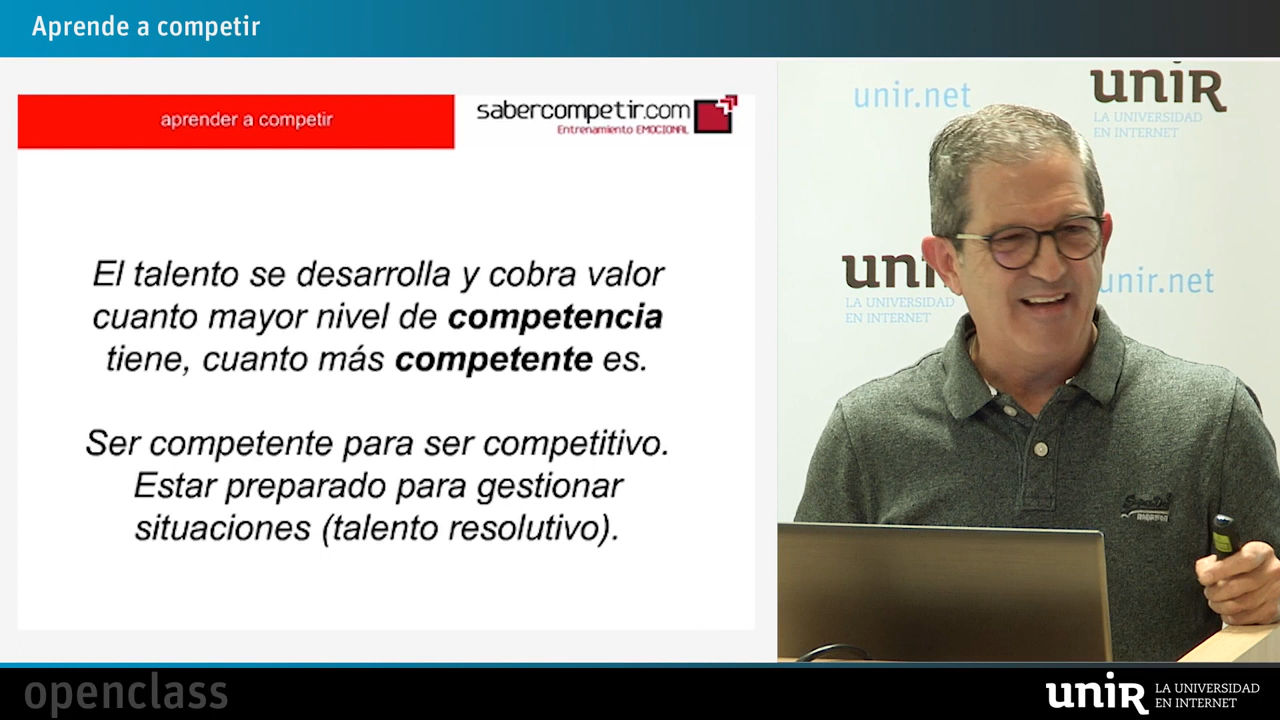 Aprende a competir
aprender a competir
sabercompetir.com
Entrenamiento EMOCIONAL
El talento se desarrolla y cobra valor
cuanto mayor nivel de competencia
tiene, cuanto más competente es.
Ser competente para ser competitivo.
Estar preparado para gestionar
situaciones (talento resolutivo).
unir.net
unir
LA UNIVERSIDAD
EN INTERNET
LA UNIVERSIDAD
EN INTERNET
unir.net
openclass
unir
LA UNIVERSIDAD
EN INTERNET